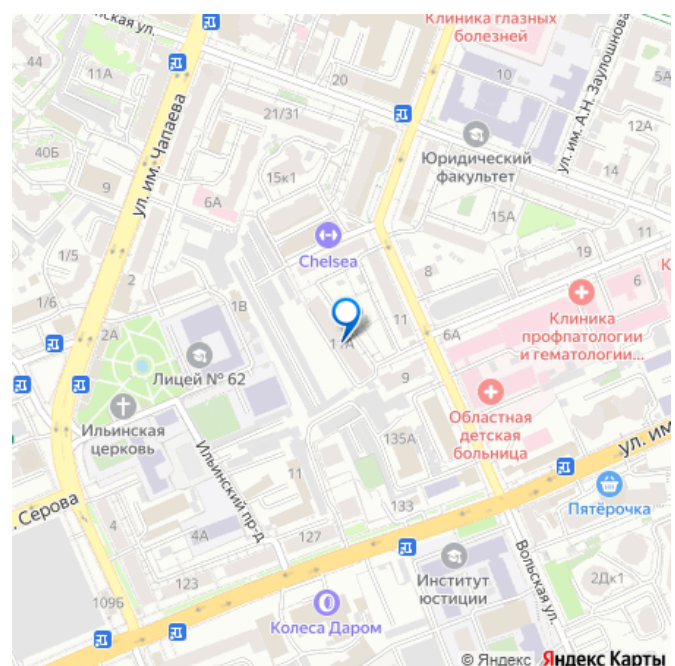 нская ул.
Клиника глазных
болезней
44
11А
20
10
5А
ул. им. А.Н. Заулошнова
21/31
12А
ул. им. Чапаева
Юридический
факультет
40Б
9
15к1
14
6А
15А
Chelsea
19
11
1/5
2
8
6
1/6
1В
2А
11
6А
Клиника
профпатологии
и гематологии...
Лицей № 62
9
Ильинская
церковь
Областная
детская
больница
135А
ул. им
Ильинский пр-д
11
Серова
133
Пятёрочка
4
4А
127
Вольская ул.
Институт
юстиции
123
2Дк1
109Б
Колеса Даром
© Яндекс Яндекс Карты